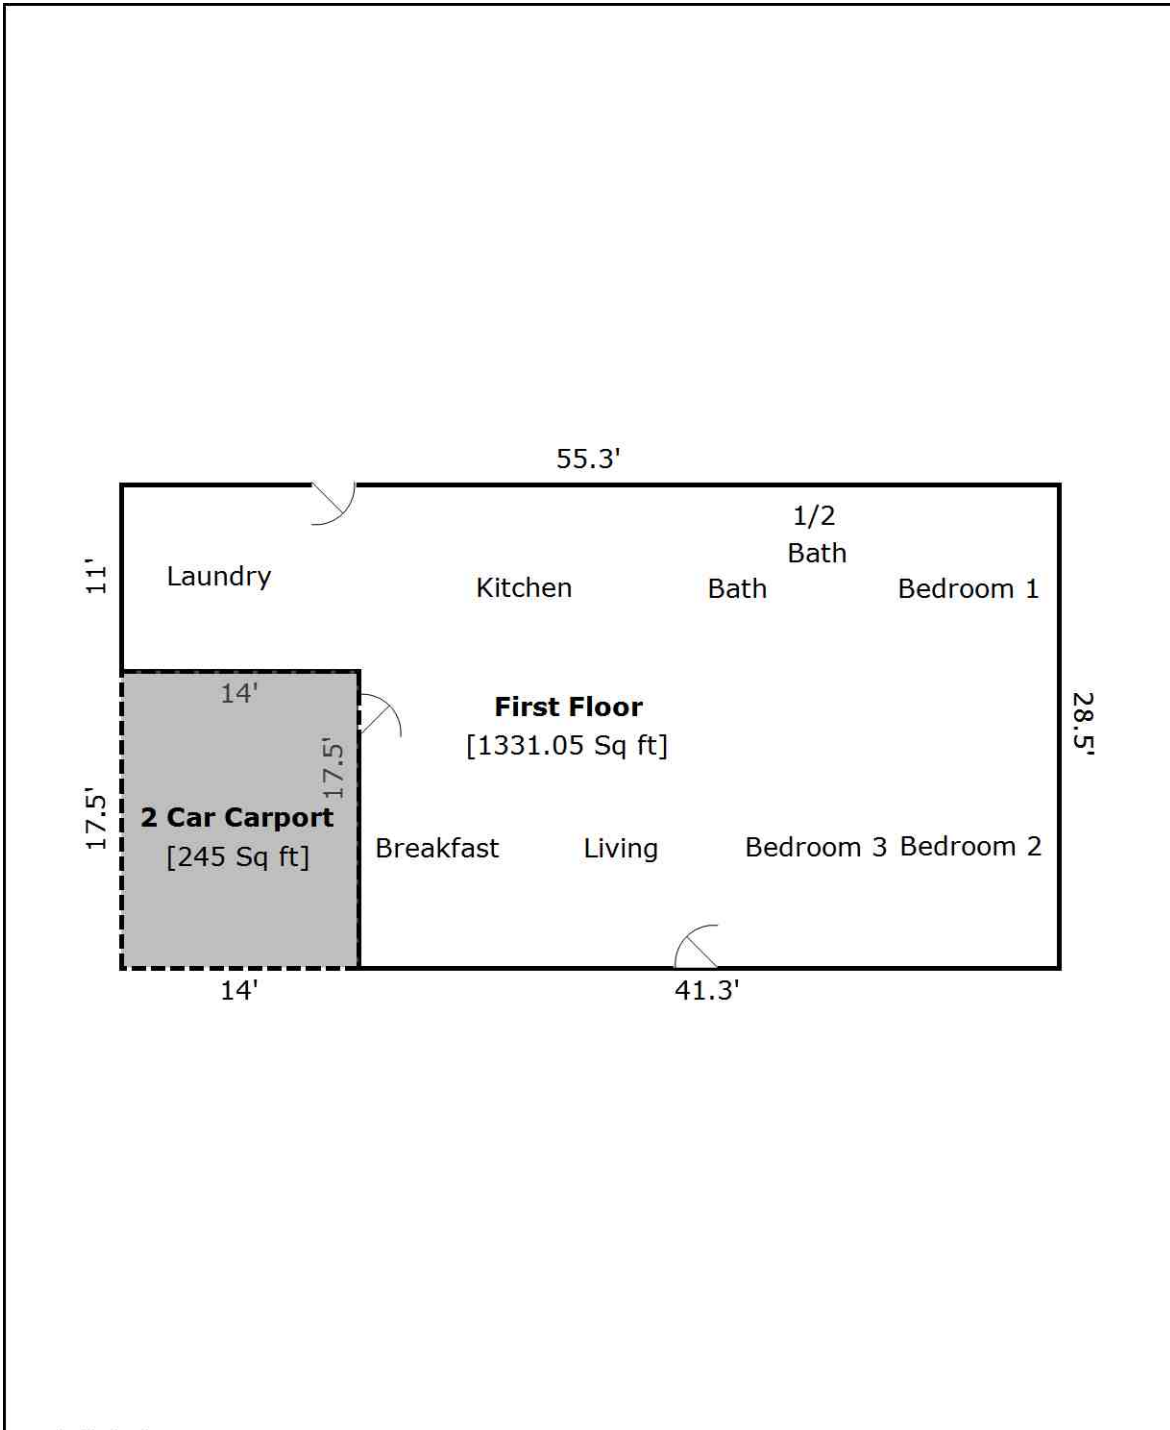 55.3'
1/2
Bath
11'
Laundry
Kitchen
Bath
Bedroom 1
14'
First Floor
[1331.05 Sq ft]
28.5'
17.5'
17.5'
2 Car Carport
[245 Sq ft]
Breakfast
Living
Bedroom 3
Bedroom 2
14'
41.3'